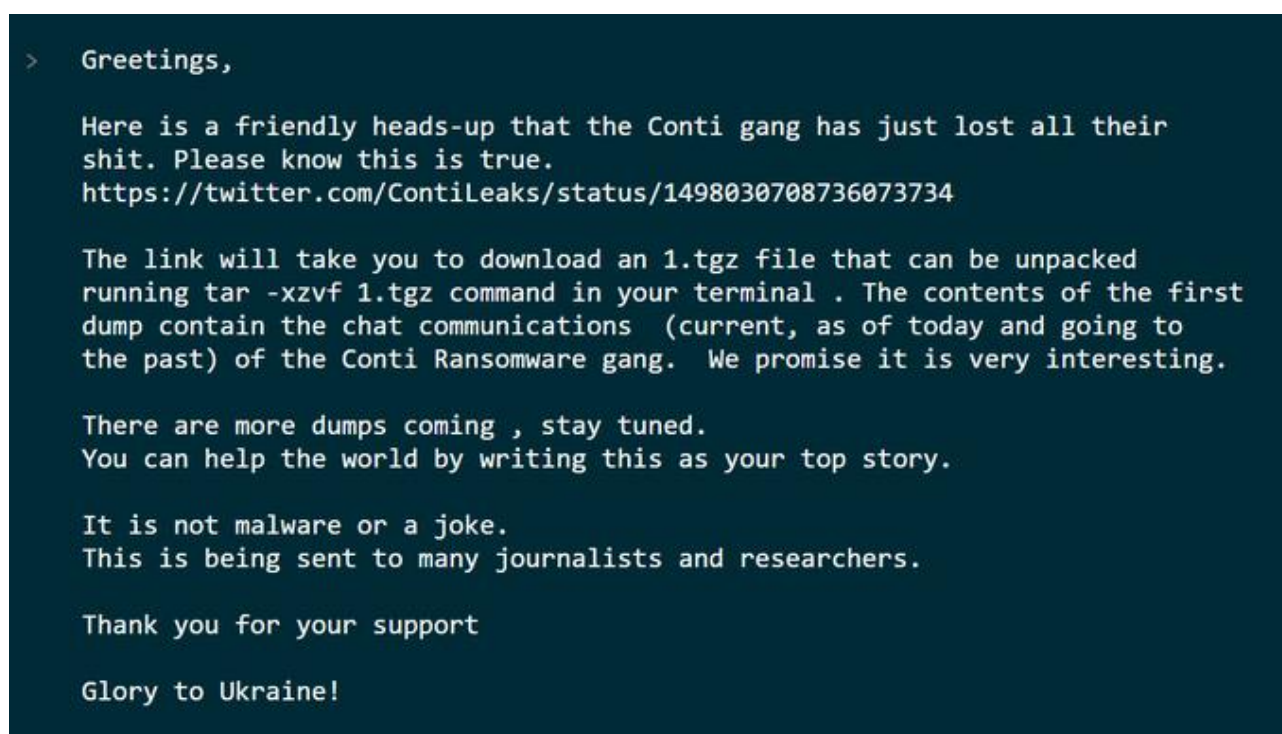 > Greetings,
Here is a friendly heads-up that the Conti gang has just lost all their
shit. Please know this is true.
https://twitter.com/ContiLeaks/status/1498030708736073734
The link will take you to download an 1.tgz file that can be unpacked
running tar -xzvf 1.tgz command in your terminal . The contents of the first
dump contain the chat communications  (current, as of today and going to
the past) of the Conti Ransomware gang.  We promise it is very interesting.
There are more dumps coming , stay tuned.
You can help the world by writing this as your top story.
It is not malware or a joke.
This is being sent to many journalists and researchers.
Thank you for your support
Glory to Ukraine!